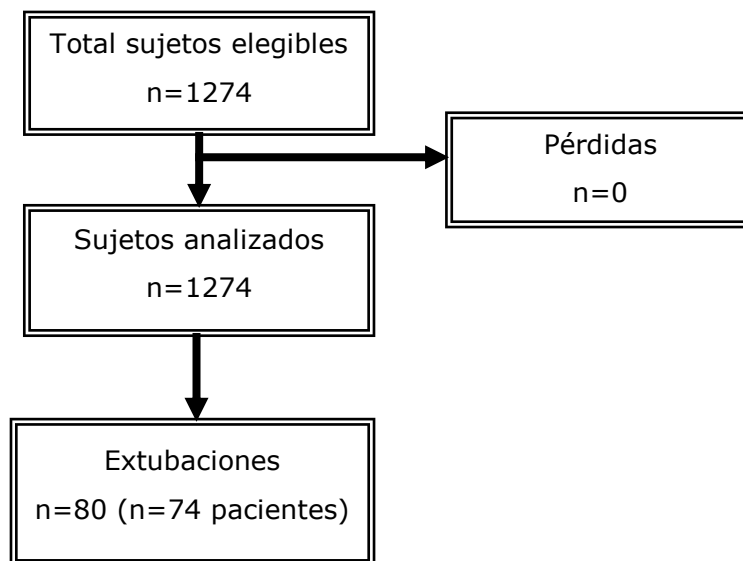 Total sujetos elegibles
n=1274
Pérdidas
n=0
Sujetos analizados
n=1274
Extubaciones
n=80 (n=74 pacientes)